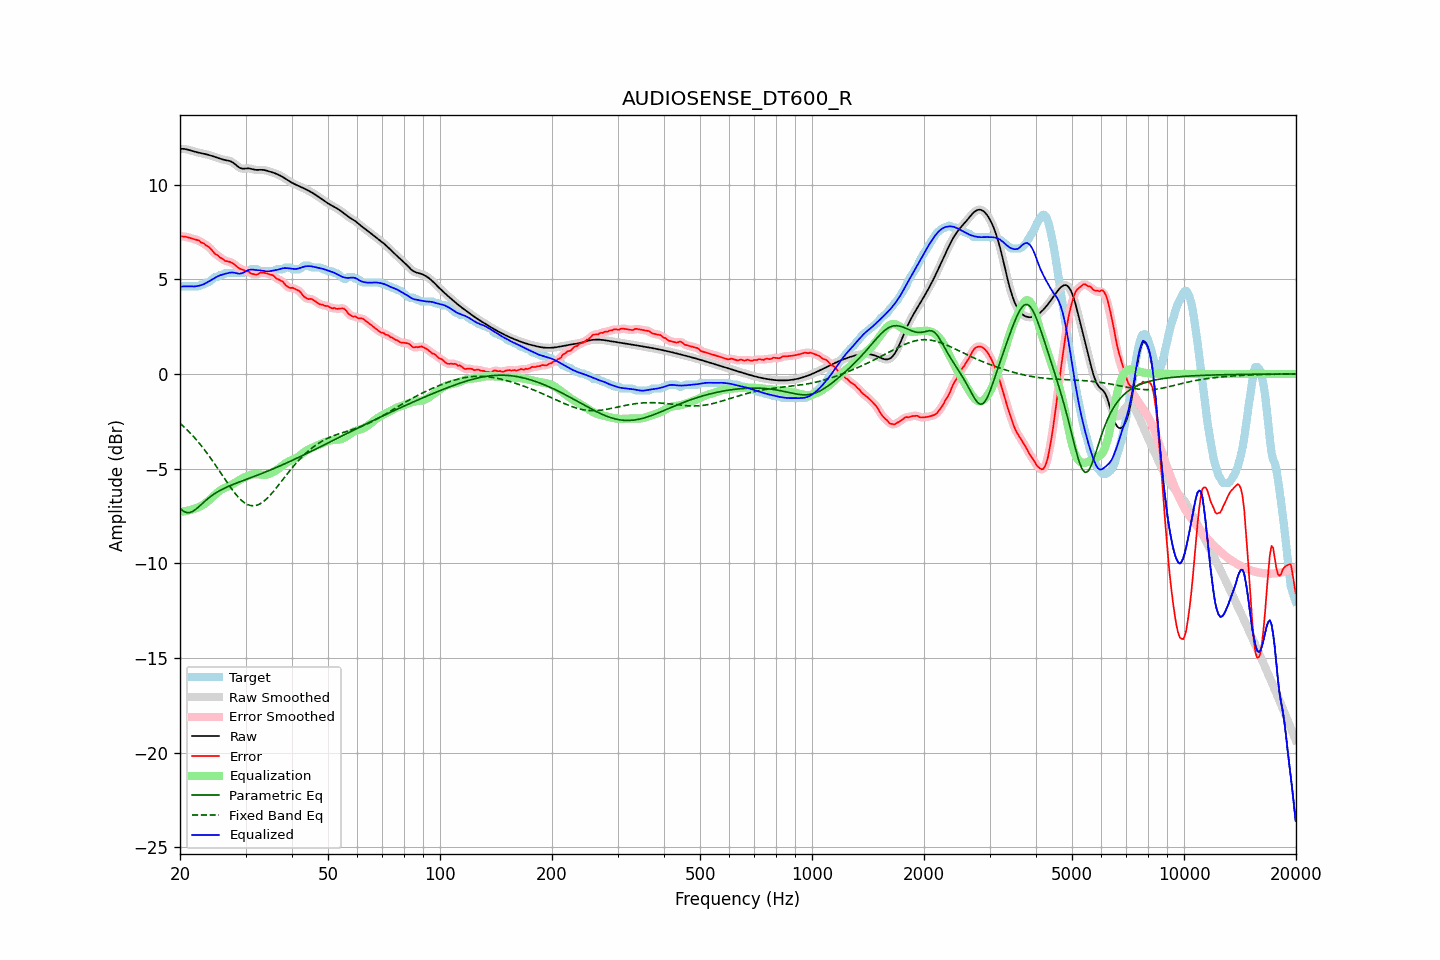 AUDIOSENSE_DT600_R
Amplitude (dBr)
10
5
0
−5
−10
−15
−20
−25
Target
Raw Smoothed
Error Smoothed
Raw
Error
Equalization
Parametric Eq
Fixed Band Eq
Equalized
20 50 100 200 500 1000 2000 5000 10000 20000
Frequency (Hz)